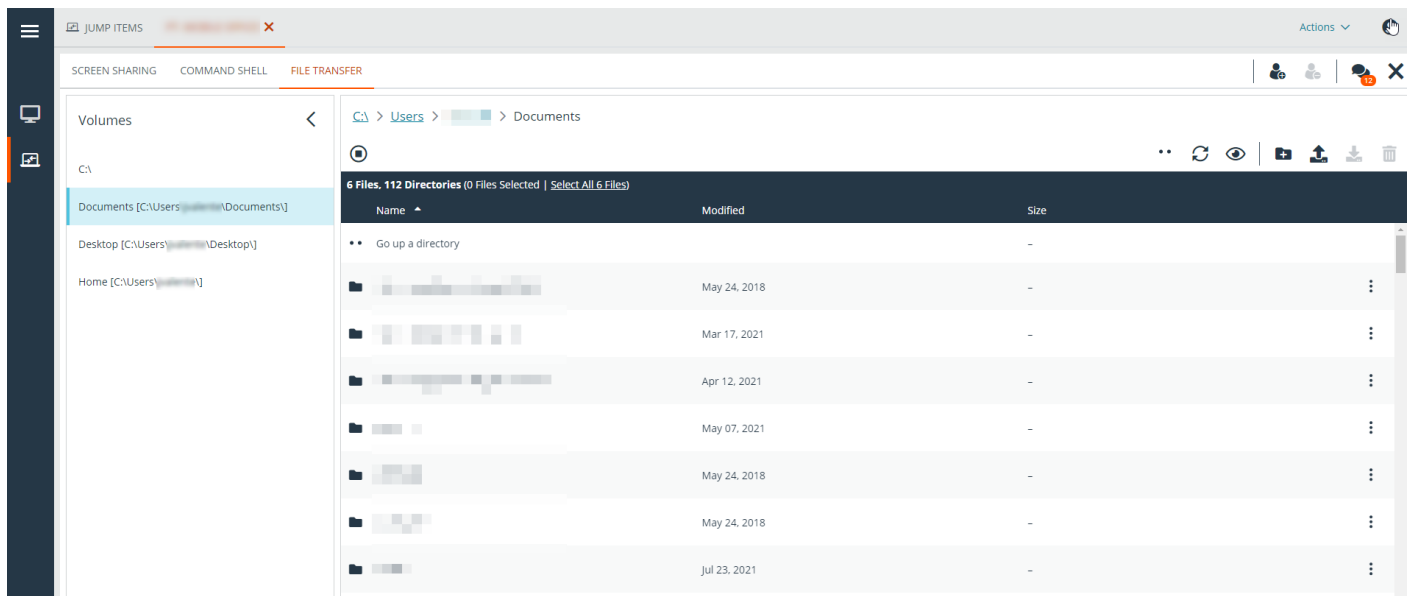 JUMP ITEMS
Actions
SCREEN SHARING COMMAND SHELL FILE TRANSFER
12
Volumes
C:\ > Users > > Documents
C:\
6 Files, 112 Directories (0 Files Selected | Select All 6 Files)
Documents [C:\Users\ \Documents\]
Name Modified Size
Desktop [C:\Users\ \Desktop\]
Go up a directory –
Home [C:\Users\ \]
May 24, 2018 –
Mar 17, 2021 –
Apr 12, 2021 –
May 07, 2021 –
May 24, 2018 –
May 24, 2018 –
Jul 23, 2021 –